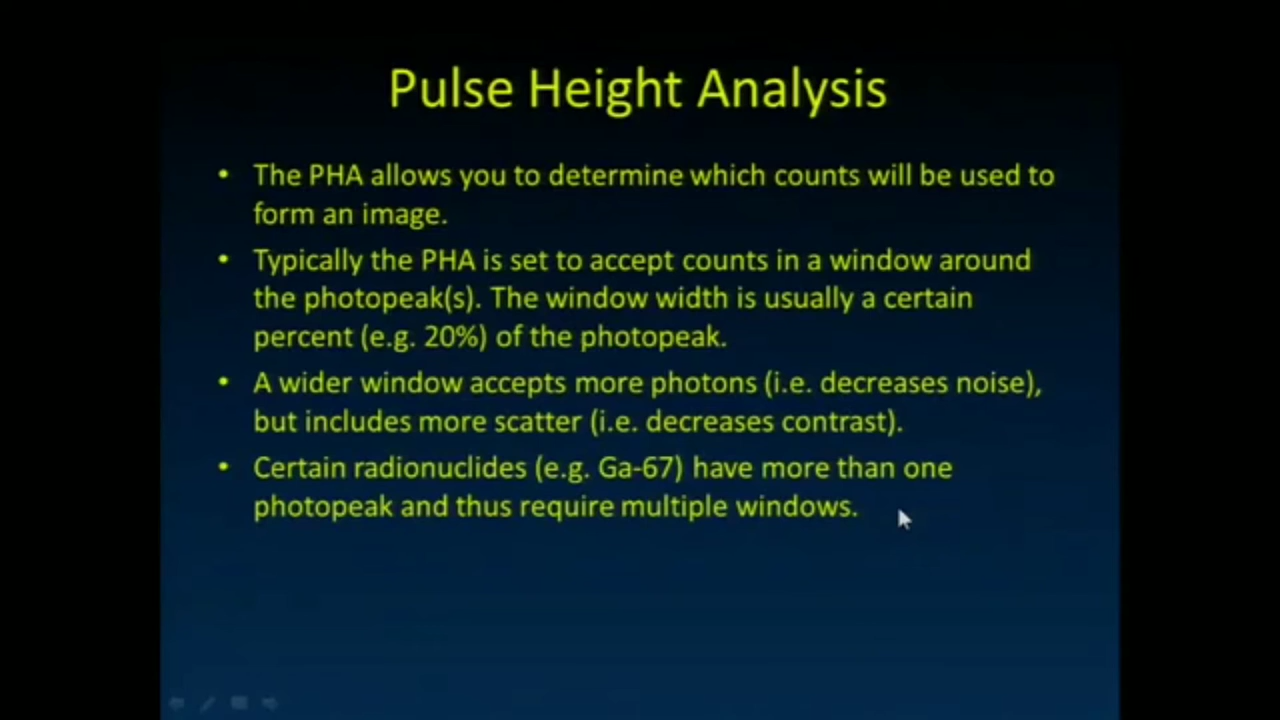 Pulse Height Analysis
• The PHA allows you to determine which counts will be used to
form an image.
• Typically the PHA is set to accept counts in a window around
the photopeak(s). The window width is usually a certain
percent (e.g. 20%) of the photopeak.
• A wider window accepts more photons (i.e. decreases noise),
but includes more scatter (i.e. decreases contrast).
• Certain radionuclides (e.g. Ga-67) have more than one
photopeak and thus require multiple windows.